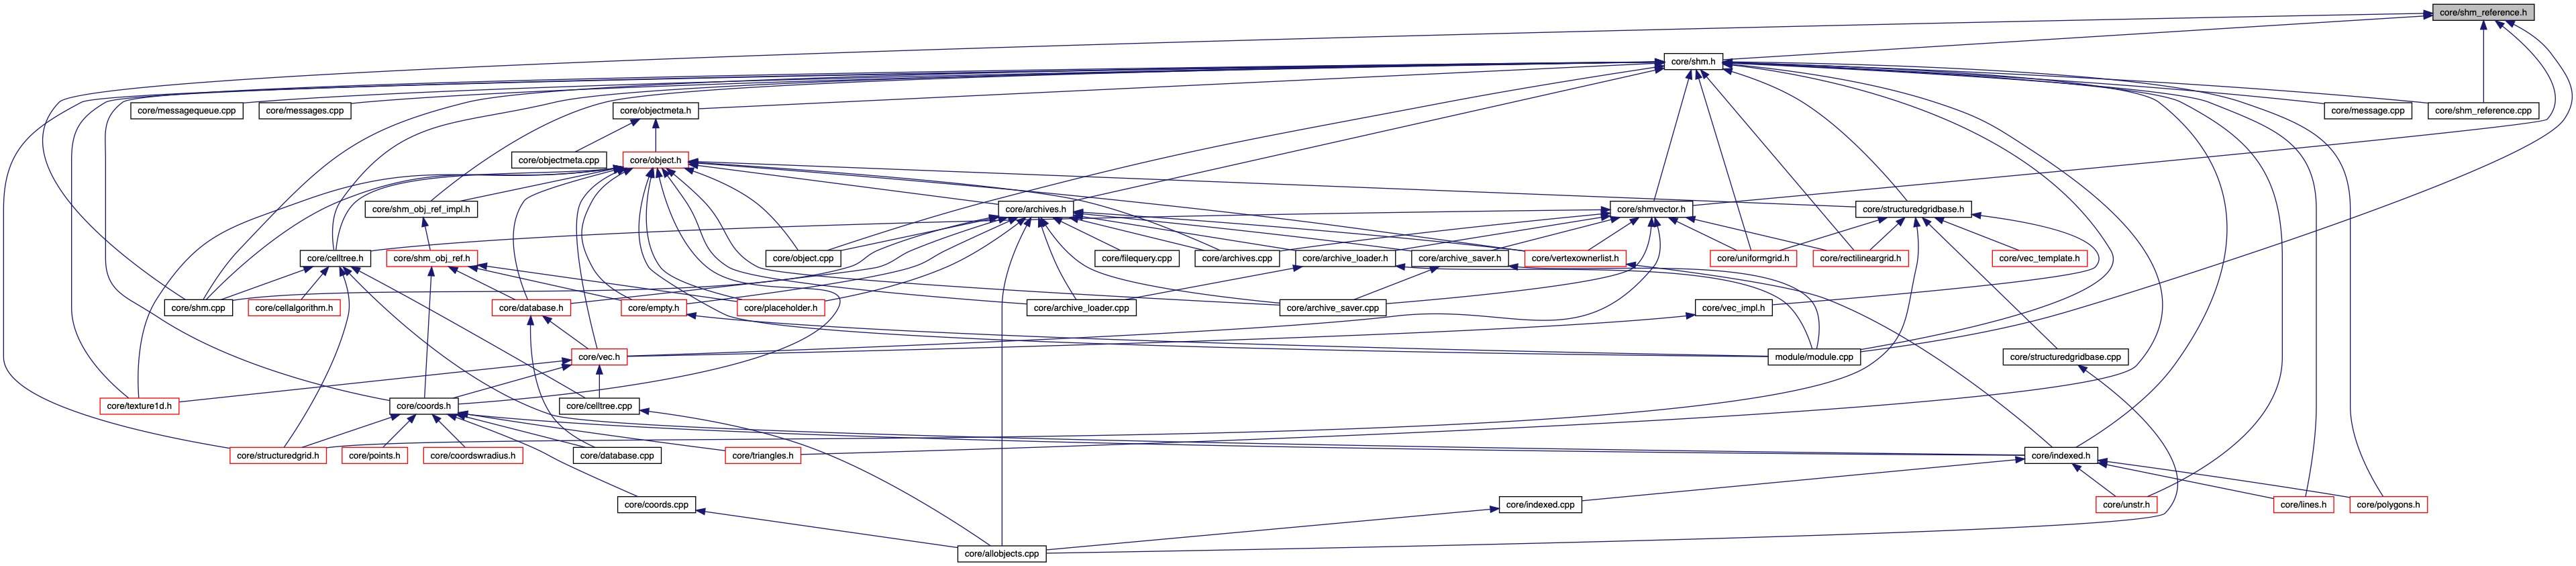 core/shm_reference.h
core/shm.h
core/messagequeue.cpp
core/messages.cpp
core/objectmeta.h
core/message.cpp
core/shm_reference.cpp
core/objectmeta.cpp
core/object.h
core/shm_obj_ref_impl.h
core/archives.h
core/shmvector.h
core/structuredgridbase.h
core/celltree.h
core/shm_obj_ref.h
core/object.cpp
core/filequery.cpp
core/archives.cpp
core/archive_loader.h
core/archive_saver.h
core/vertexownerlist.h
core/uniformgrid.h
core/rectilineargrid.h
core/vec_template.h
core/shm.cpp
core/cellalgorithm.h
core/database.h
core/empty.h
core/placeholder.h
core/archive_loader.cpp
core/archive_saver.cpp
core/vec_impl.h
core/vec.h
module/module.cpp
core/structuredgridbase.cpp
core/texture1d.h
core/coords.h
core/celltree.cpp
core/structuredgrid.h
core/points.h
core/coordswradius.h
core/database.cpp
core/triangles.h
core/indexed.h
core/coords.cpp
core/indexed.cpp
core/unstr.h
core/lines.h
core/polygons.h
core/allobjects.cpp